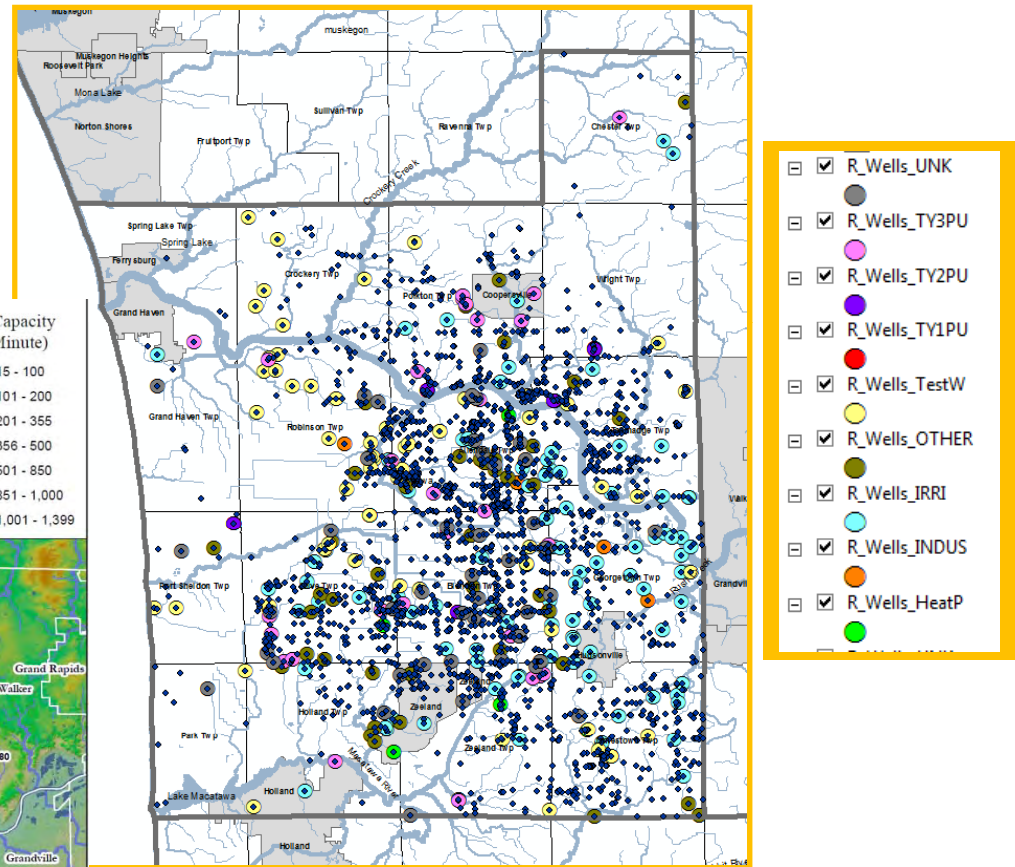 Muskegon
muskegon
Muskegon Heights
Roosevelt Park
Mona Lake
Norton Shores
Sullivan Twp
Ravenna Twp
Chester Twp
Fruitport Twp
Crockery Creek
Spring Lake Twp
Spring Lake
Ferrysburg
Crockery Twp
Wright Twp
Polkton Twp
Coopersville
Grand Haven
Grand Haven Twp
Robinson Twp
Port Sheldon Twp
Georgetown Twp
Grandvil
Hudsonville
Holland Twp
Zeeland
Park Twp
Zeeland Twp
Jamestown Twp
Macatawa River
Lake Macatawa
Holland
Holland
R_Wells_UNK
R_Wells_TY3PU
R_Wells_TY2PU
R_Wells_TY1PU
R_Wells_TestW
R_Wells_OTHER
R_Wells_IRRI
R_Wells_INDUS
R_Wells_HeatP
Capacity
Minute)
15 - 100
101 - 200
201 - 355
356 - 500
501 - 850
851 - 1,000
1,001 - 1,399
Grand Rapids
Walker
Grandville